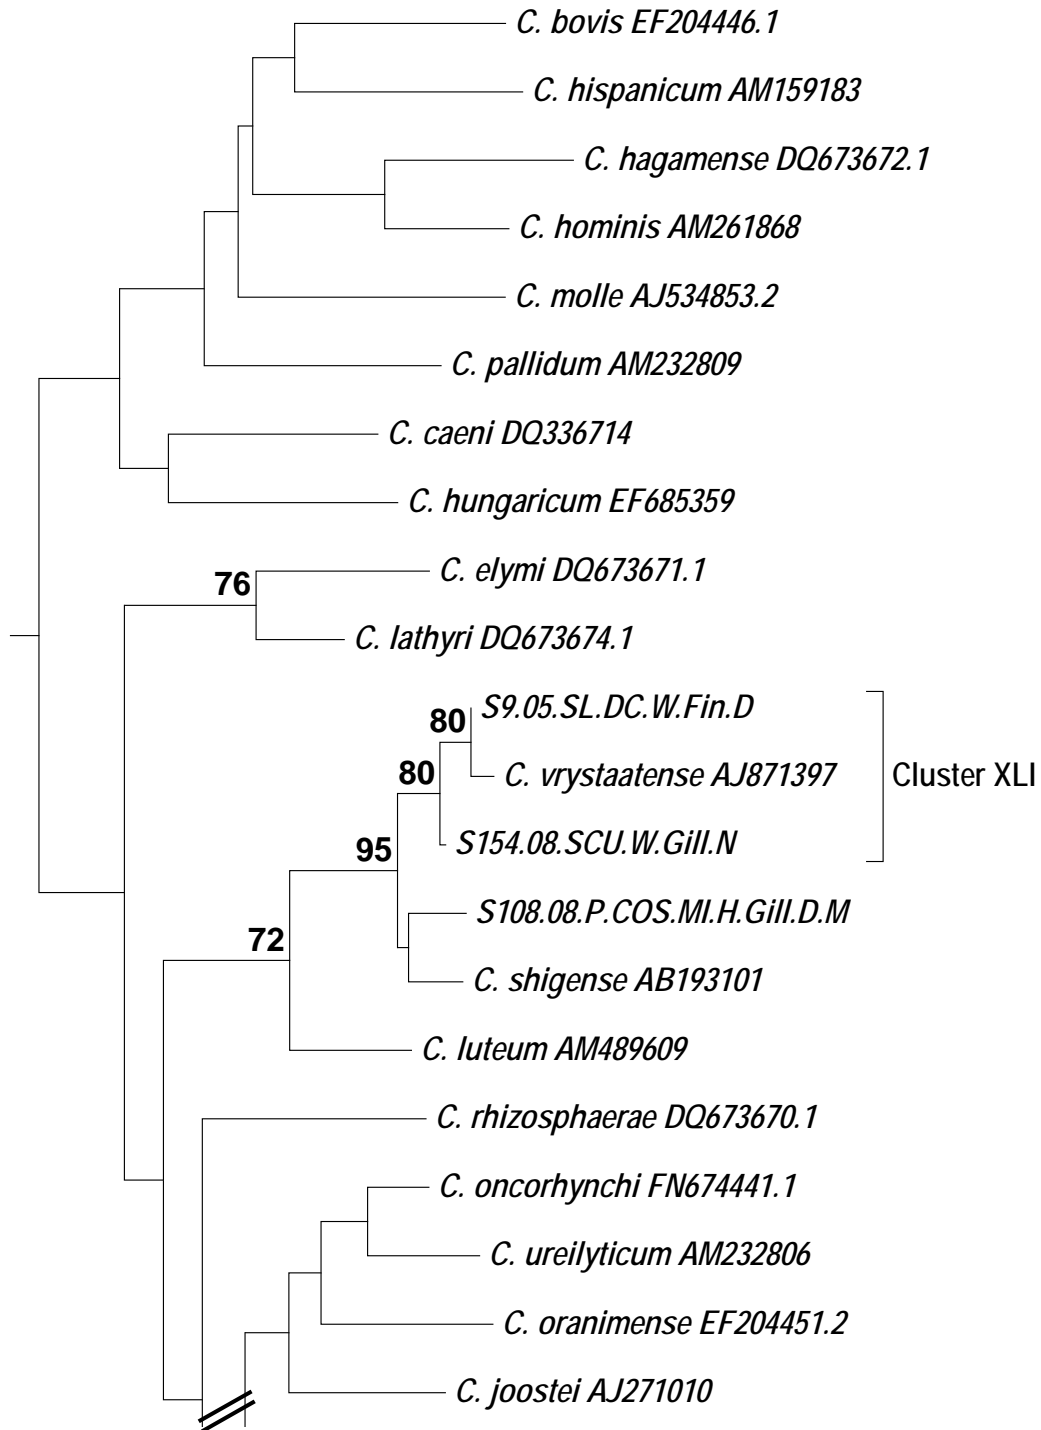 C. bovis EF204446.1
C. hispanicum AM159183
C. hagamense DQ673672.1
C. hominis AM261868
C. molle AJ534853.2
C. pallidum AM232809
C. caeni DQ336714
C. hungaricum EF685359
76
C. elymi DQ673671.1
C. lathyri DQ673674.1
80
S9.05.SL.DC.W.Fin.D
80
C. vrystaatense AJ871397
Cluster XLI
95
S154.08.SCU.W.Gill.N
S108.08.P.COS.MI.H.Gill.D.M
72
C. shigense AB193101
C. luteum AM489609
C. rhizosphaerae DQ673670.1
C. oncorhynchi FN674441.1
C. ureilyticum AM232806
C. oranimense EF204451.2
C. joostei AJ271010